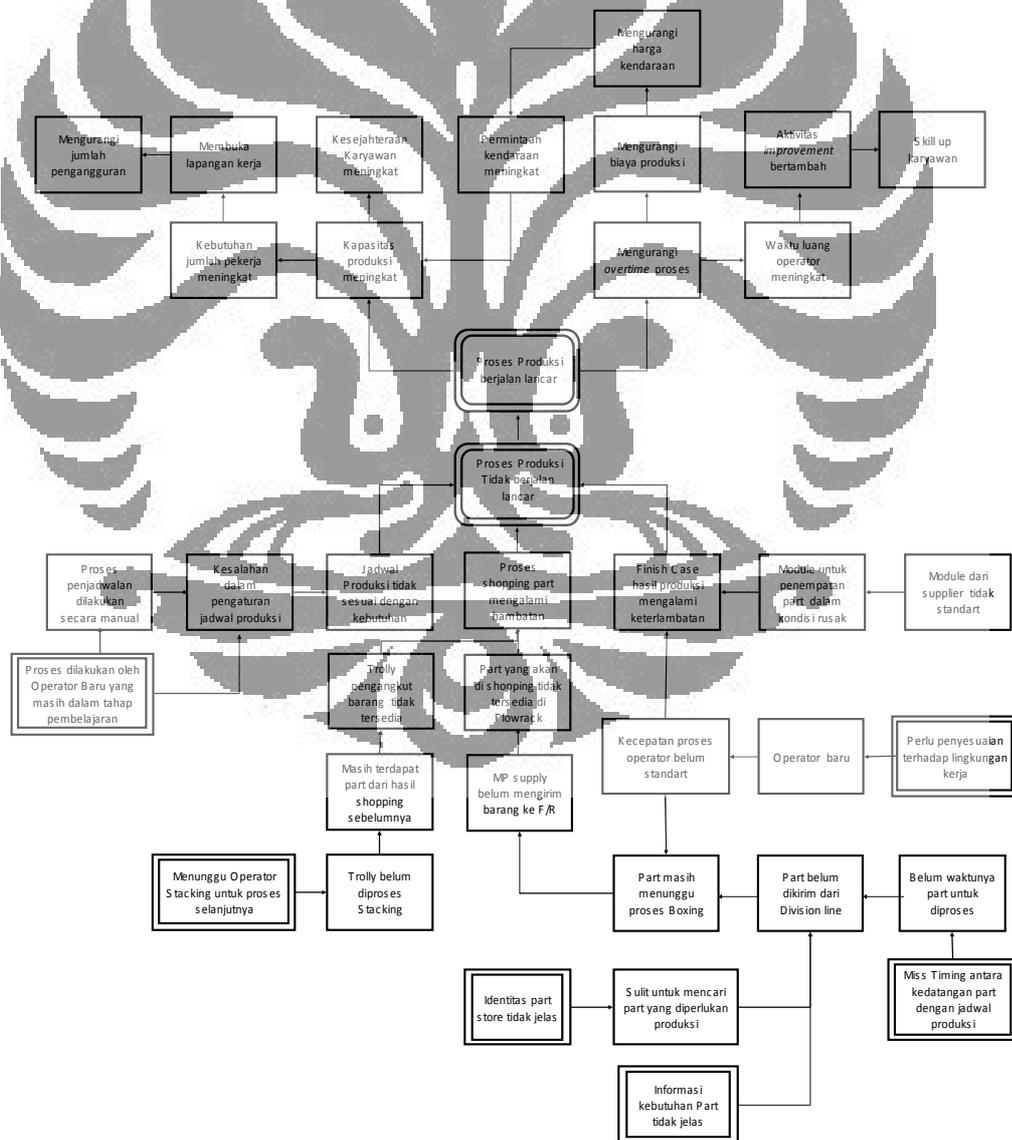 Mengurangi
harga
kendaraan
Mengurangi
jumlah
pengangguran
Membuka
lapangan kerja
Kesejahteraan
Karyawan
meningkat
Permintaan
kendaraan
meningkat
Mengurangi
biaya produksi
Aktivitas
improvement
bertambah
Skill up
karyawan
Kebutuhan
jumlah pekerja
meningkat
Kapasitas
produksi
meningkat
Mengurangi
overtime proses
Waktu luang
operator
meningkat
Proses Produksi
berjalan lancar
Proses Produksi
Tidak berjalan
lancar
Proses
penjadwalan
dilakukan
secara manual
Kesalahan
dalam
pengaturan
jadwal produksi
Jadwal
Produksi tidak
sesuai dengan
kebutuhan
Proses
shopping part
mengalami
hambatan
Finish Case
hasil produksi
mengalami
keterlambatan
Module untuk
penempatan
part dalam
kondisi rusak
Module dari
supplier tidak
standart
Proses dilakukan oleh
Operator Baru yang
masih dalam tahap
pembelajaran
Trolly
pengangkut
barang tidak
tersedia
Part yang akan
di shopping tidak
tersedia di
Flowrack
Kecepatan proses
operator belum
standart
Operator baru
Perlu penyesuaian
terhadap lingkungan
kerja
Masih terdapat
part dari hasil
shopping
sebelumnya
MP supply
belum mengirim
barang ke F/R
Menunggu Operator
Stacking untuk proses
selanjutnya
Trolly belum
diproses
Stacking
Part masih
menunggu
proses Boxing
Part belum
dikirim dari
Division line
Belum waktunya
part untuk
diproses
Identitas part
store tidak jelas
Sulit untuk mencari
part yang diperlukan
produksi
Miss Timing antara
kedatangan part
dengan jadwal
produksi
Informasi
kebutuhan Part
tidak jelas